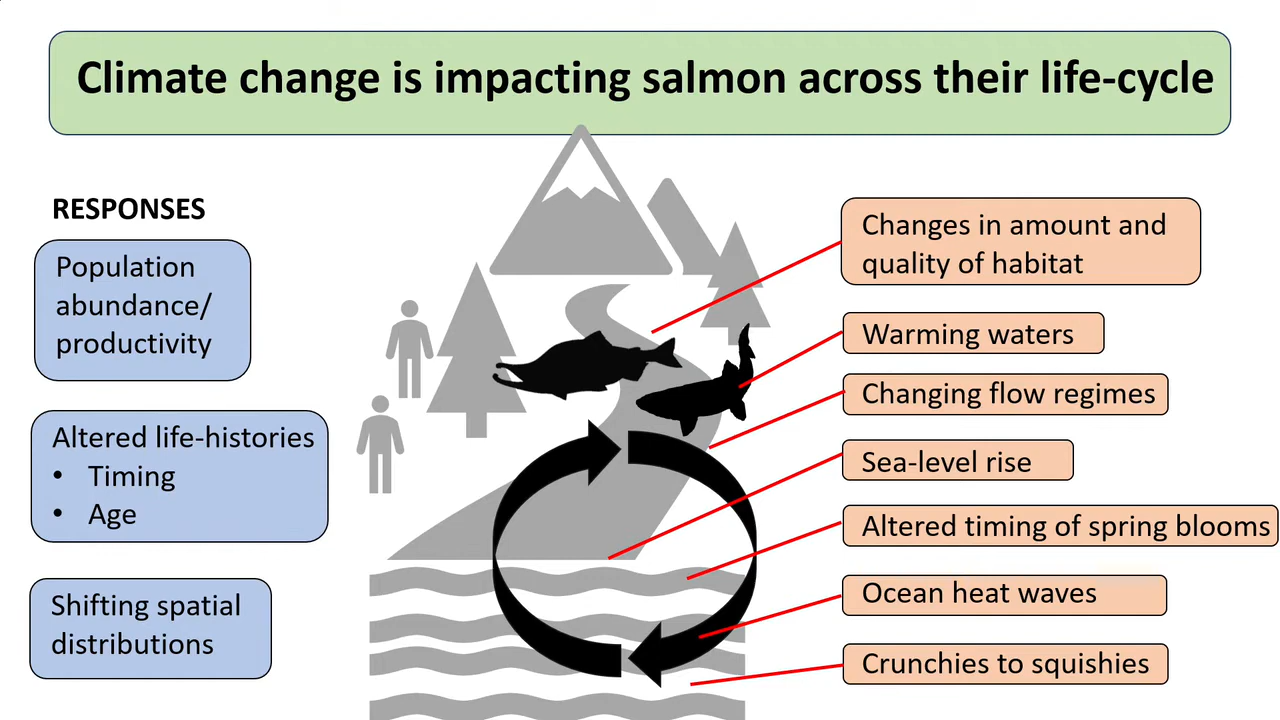 Climate change is impacting salmon across their life-cycle
RESPONSES
Population
abundance/
productivity
Altered life-histories
• Timing
• Age
Shifting spatial
distributions
Changes in amount and
quality of habitat
Warming waters
Changing flow regimes
Sea-level rise
Altered timing of spring blooms
Ocean heat waves
Crunchies to squishies